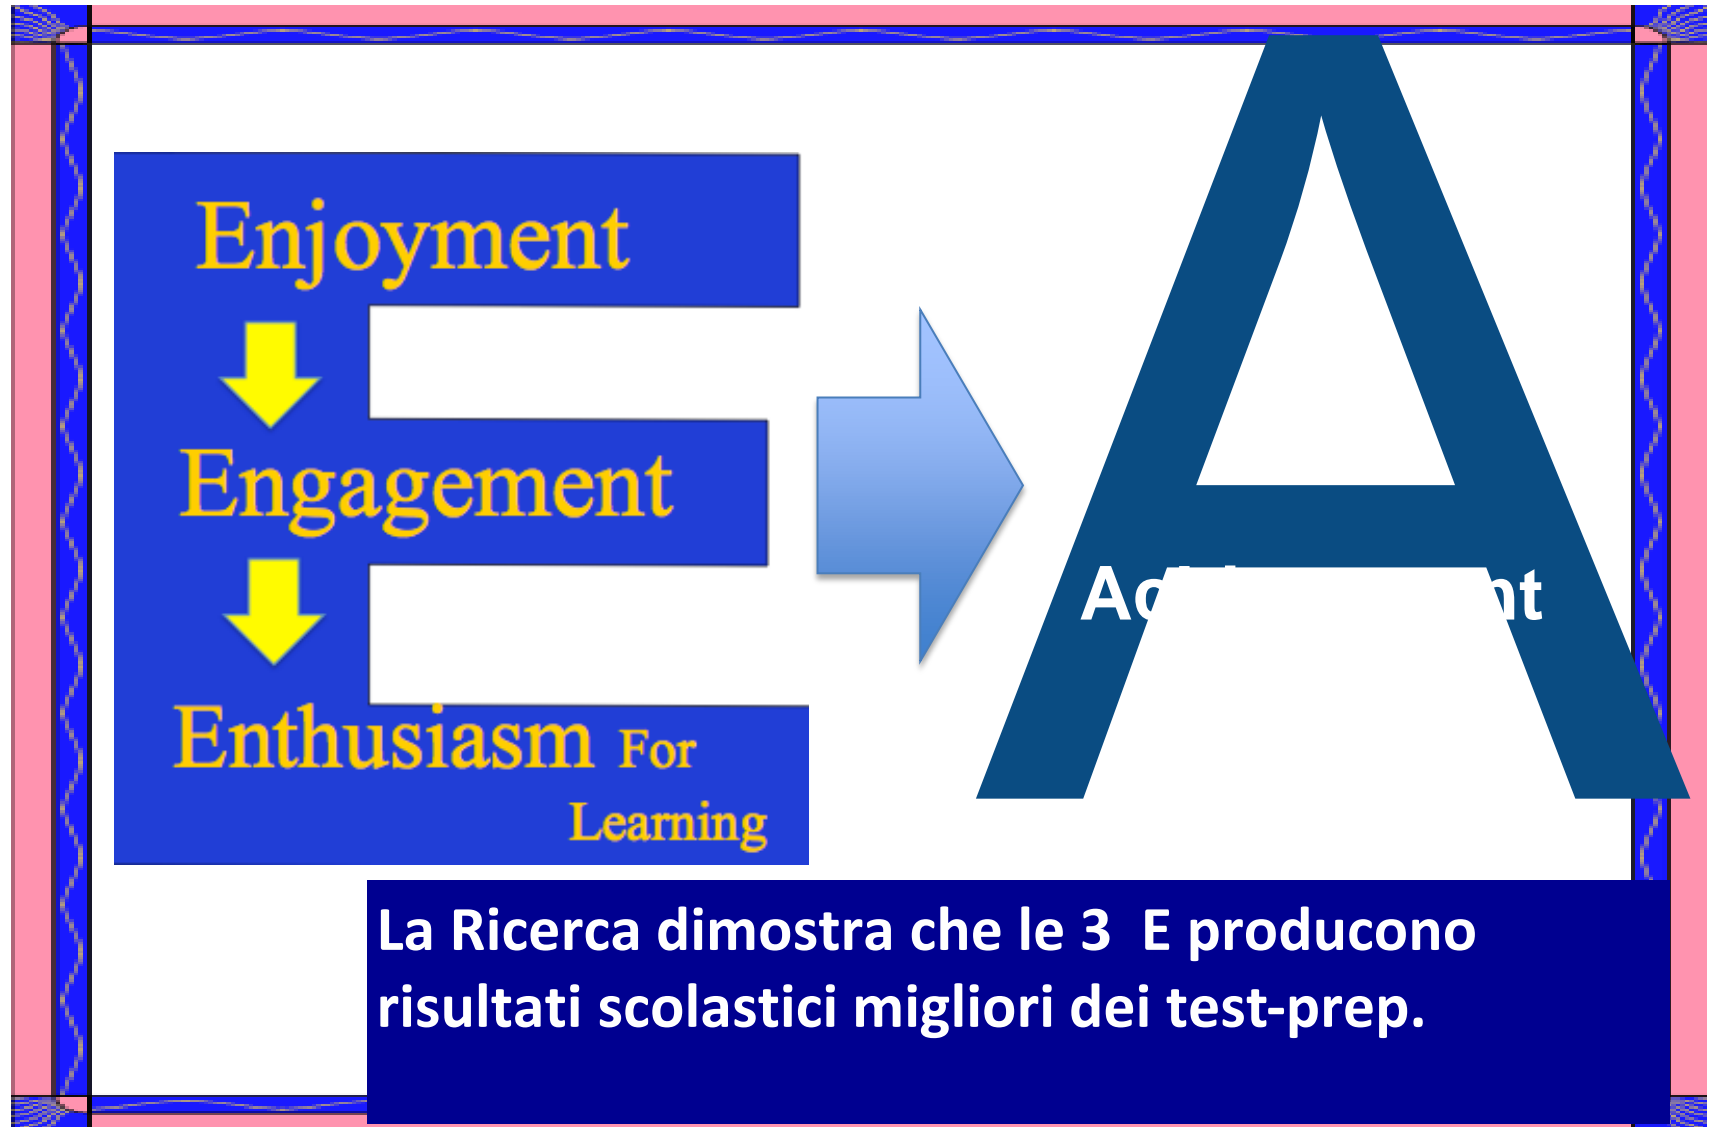 Enjoyment
Engagement
Enthusiasm For
Learning
A
La Ricerca dimostra che le 3 E producono
risultati scolastici migliori dei test-prep.